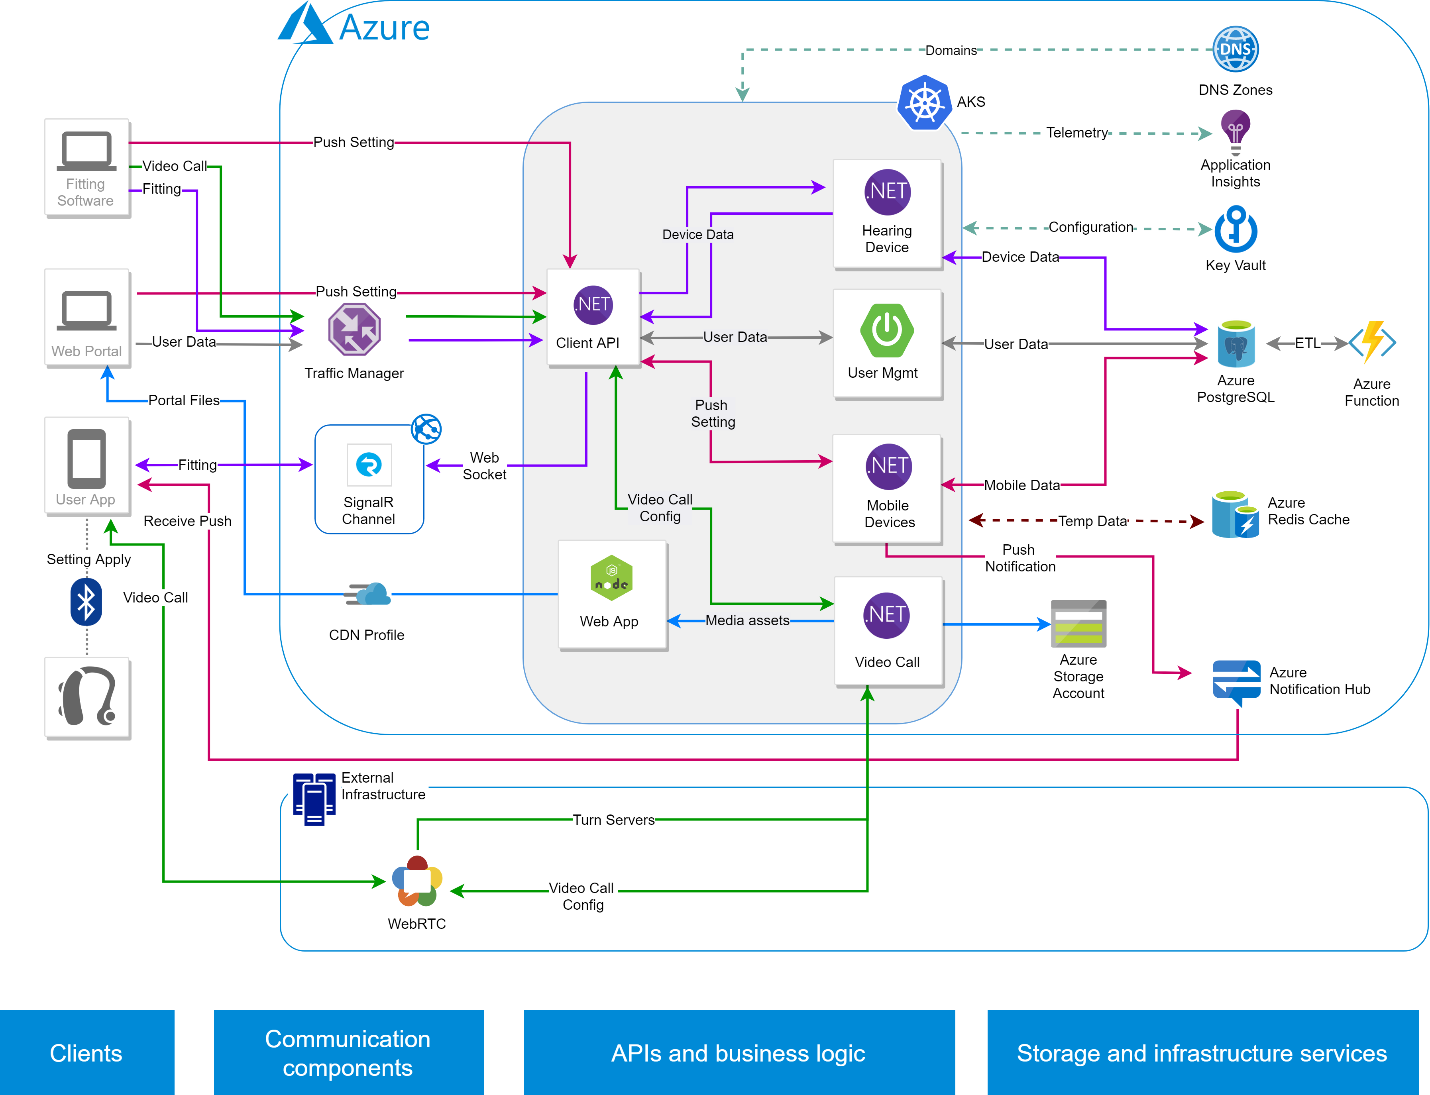 Azure
Domains
DNS
DNS Zones
AKS
Telemetry
Application
Insights
Push Setting
Video Call
Fitting
Fitting
Software
.NET
Hearing
Device
Device Data
Configuration
Key Vault
Device Data
Push Setting
.NET
Client API
Web Portal
User Data
Traffic Manager
User Data
User Mgmt
User Data
Azure
PostgreSQL
ETL
Azure
Function
Portal Files
Push
Setting
User App
Fitting
SignalR
Channel
Web
Socket
.NET
Mobile
Devices
Mobile Data
Receive Push
Video Call
Config
Temp Data
Azure
Redis Cache
Setting Apply
Push
Notification
Video Call
CDN Profile
JS
node
Web App
Media assets
.NET
Video Call
Azure
Storage
Account
Azure
Notification Hub
External
Infrastructure
Turn Servers
WebRTC
Video Call
Config
Clients
Communication
components
APIs and business logic
Storage and infrastructure services